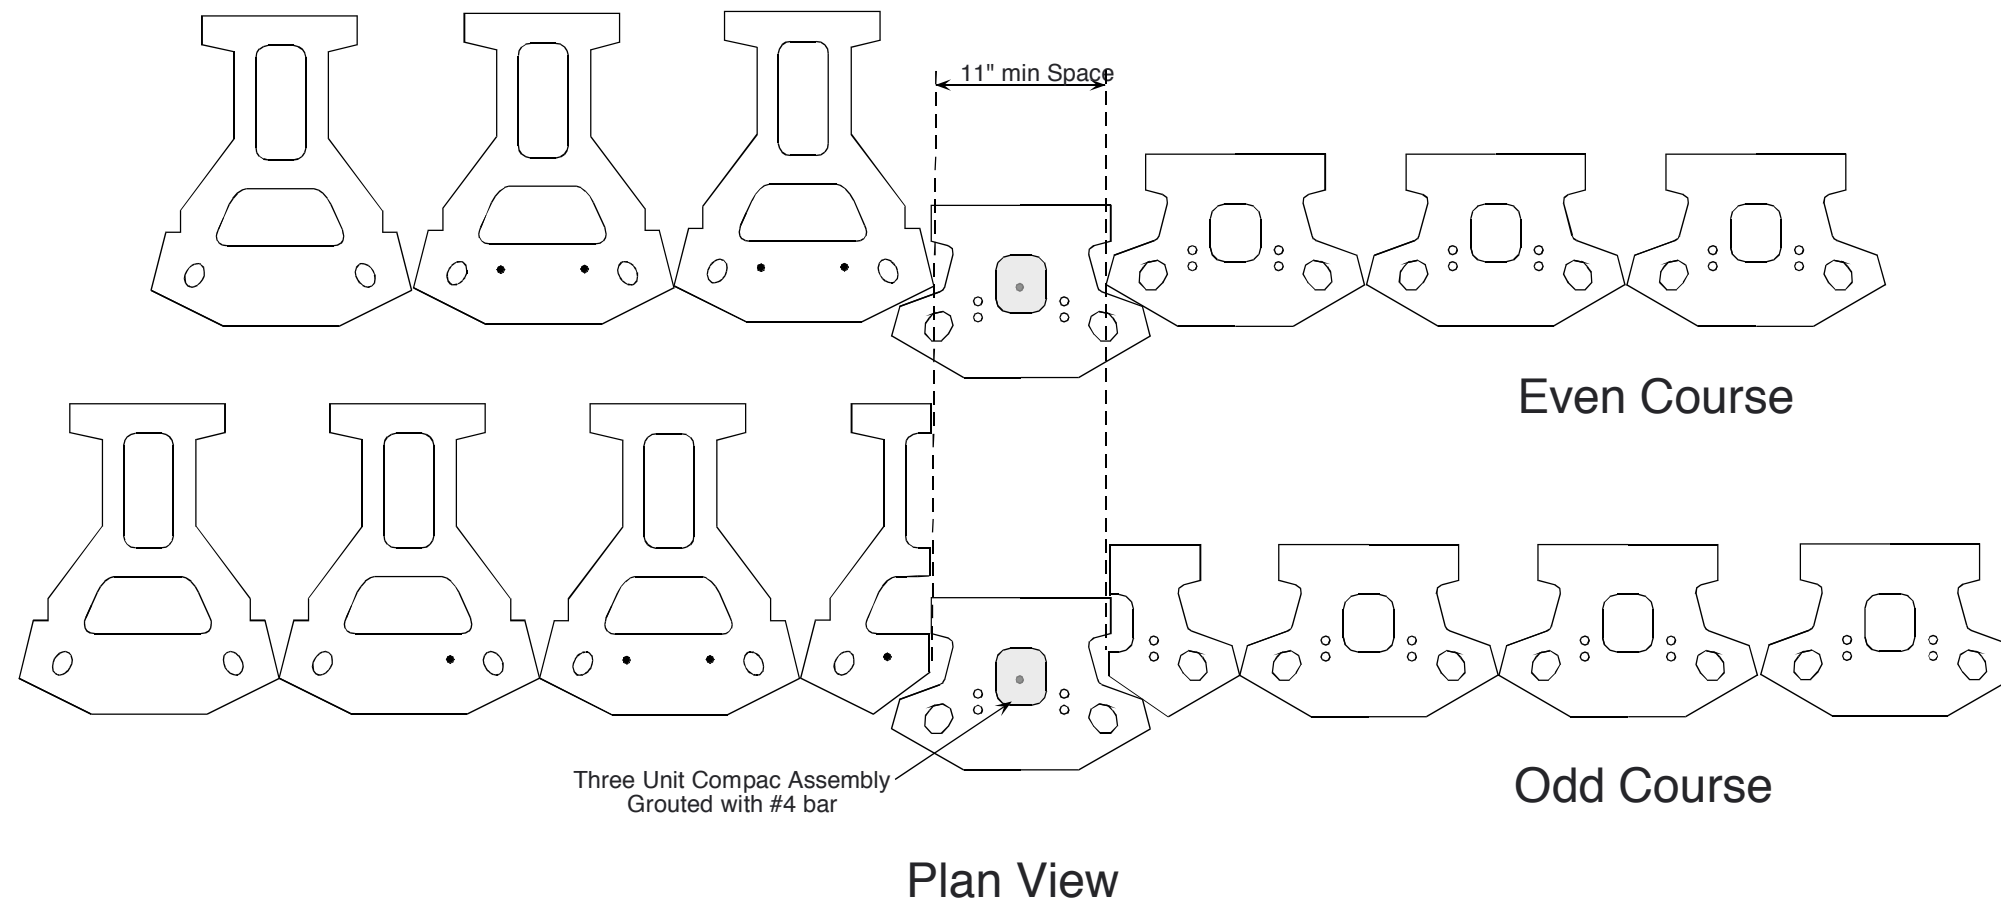 11" min Space
Even Course
Three Unit Compac Assembly
Grouted with #4 bar
Odd Course
Plan View